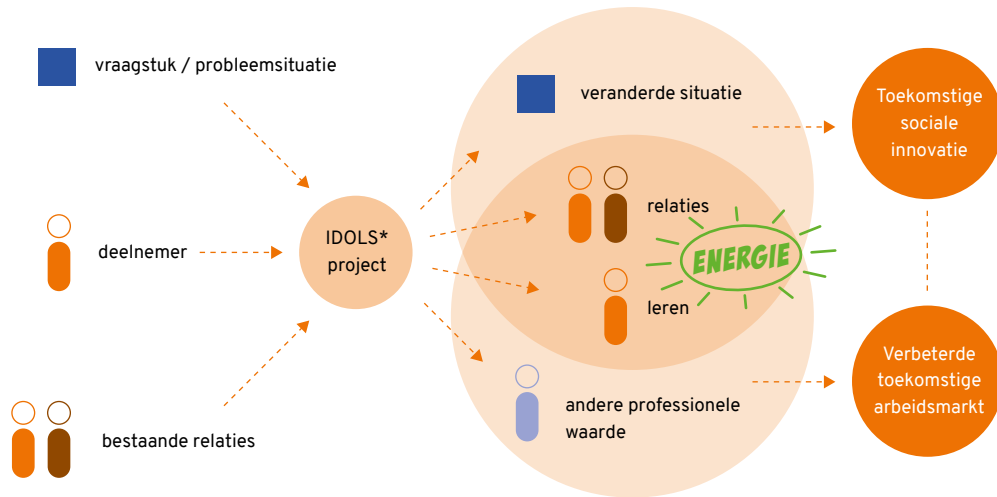 vraagstuk / probleemsituatie
deelnemer
bestaande relaties
IDOLS*
project
veranderde situatie
relaties
ENERGIE
leren
andere professionele
waarde
Toekomstige
sociale
innovatie
Verbeterde
toekomstige
arbeidsmarkt